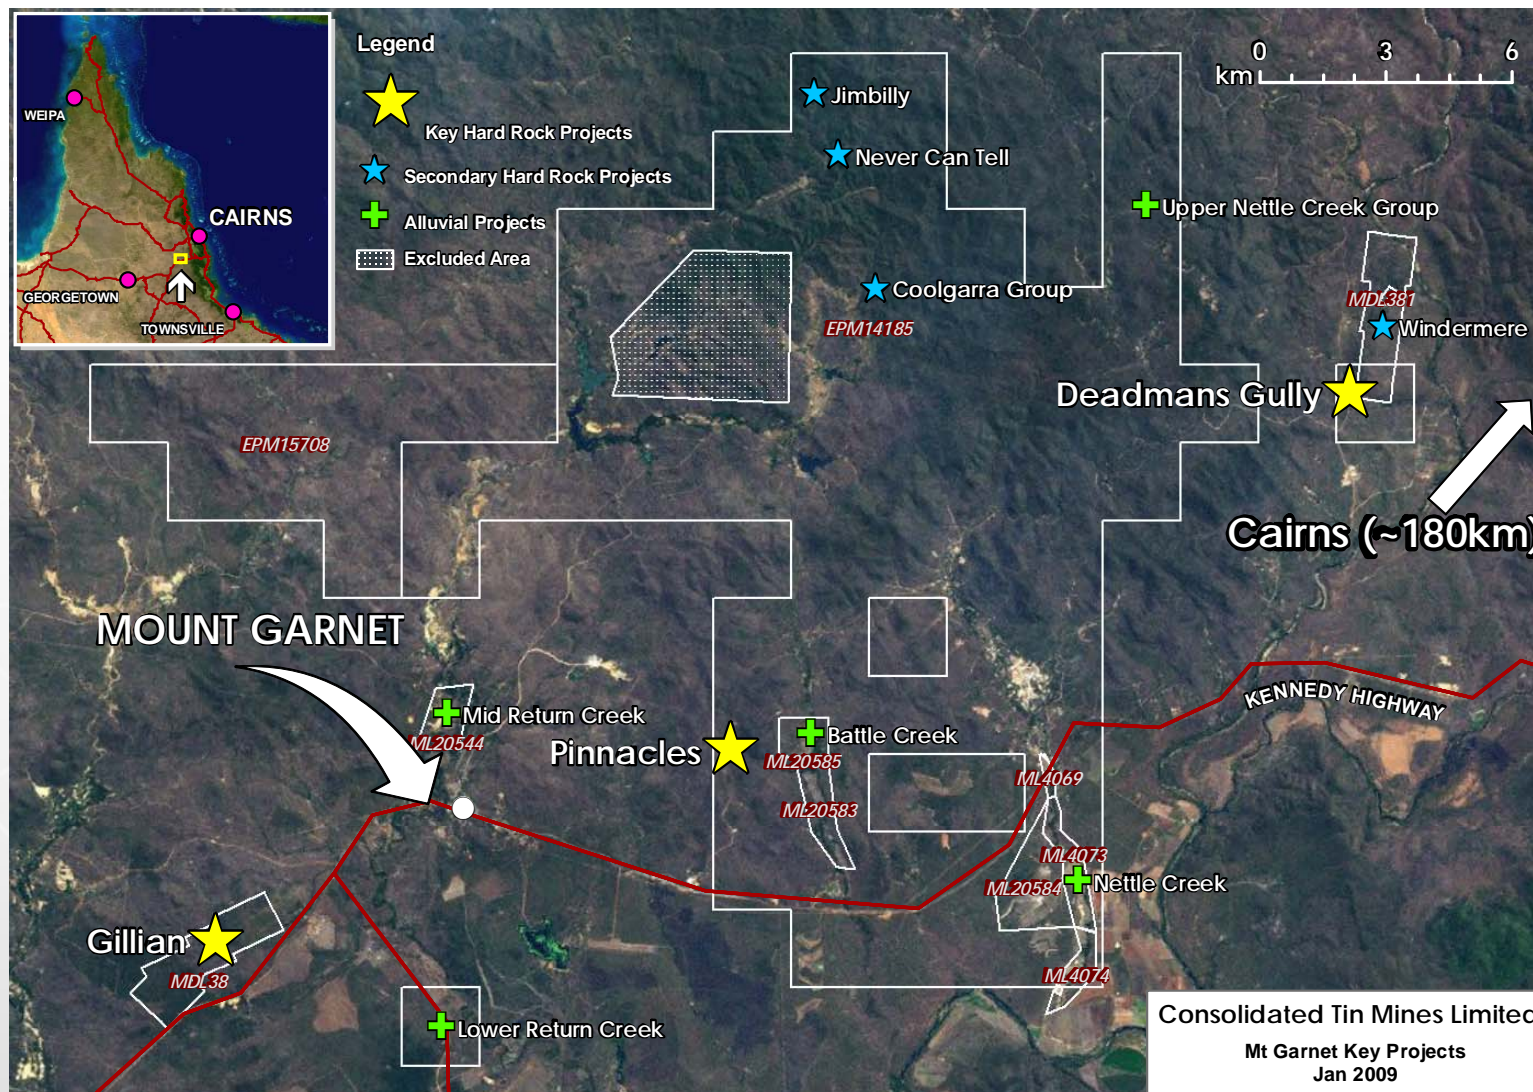 WEIPA
CAIRNS
GEORGETOWN
TOWNSVILLE
Legend
Key Hard Rock Projects
Secondary Hard Rock Projects
Alluvial Projects
Excluded Area
0 3 6
km
Jimbilly
Never Can Tell
Upper Nettle Creek Group
Coolgarra Group
EPM14185
MDL381
Windermere
Deadmans Gully
EPM15708
Cairns (~180km)
MOUNT GARNET
KENNEDY HIGHWAY
Mid Return Creek
ML20544
Pinnacles
Battle Creek
ML20585
ML4069
ML20583
ML4073
ML20584
Nettle Creek
Gillian
MDL38
ML4074
Lower Return Creek
Consolidated Tin Mines Limited
Mt Garnet Key Projects
Jan 2009